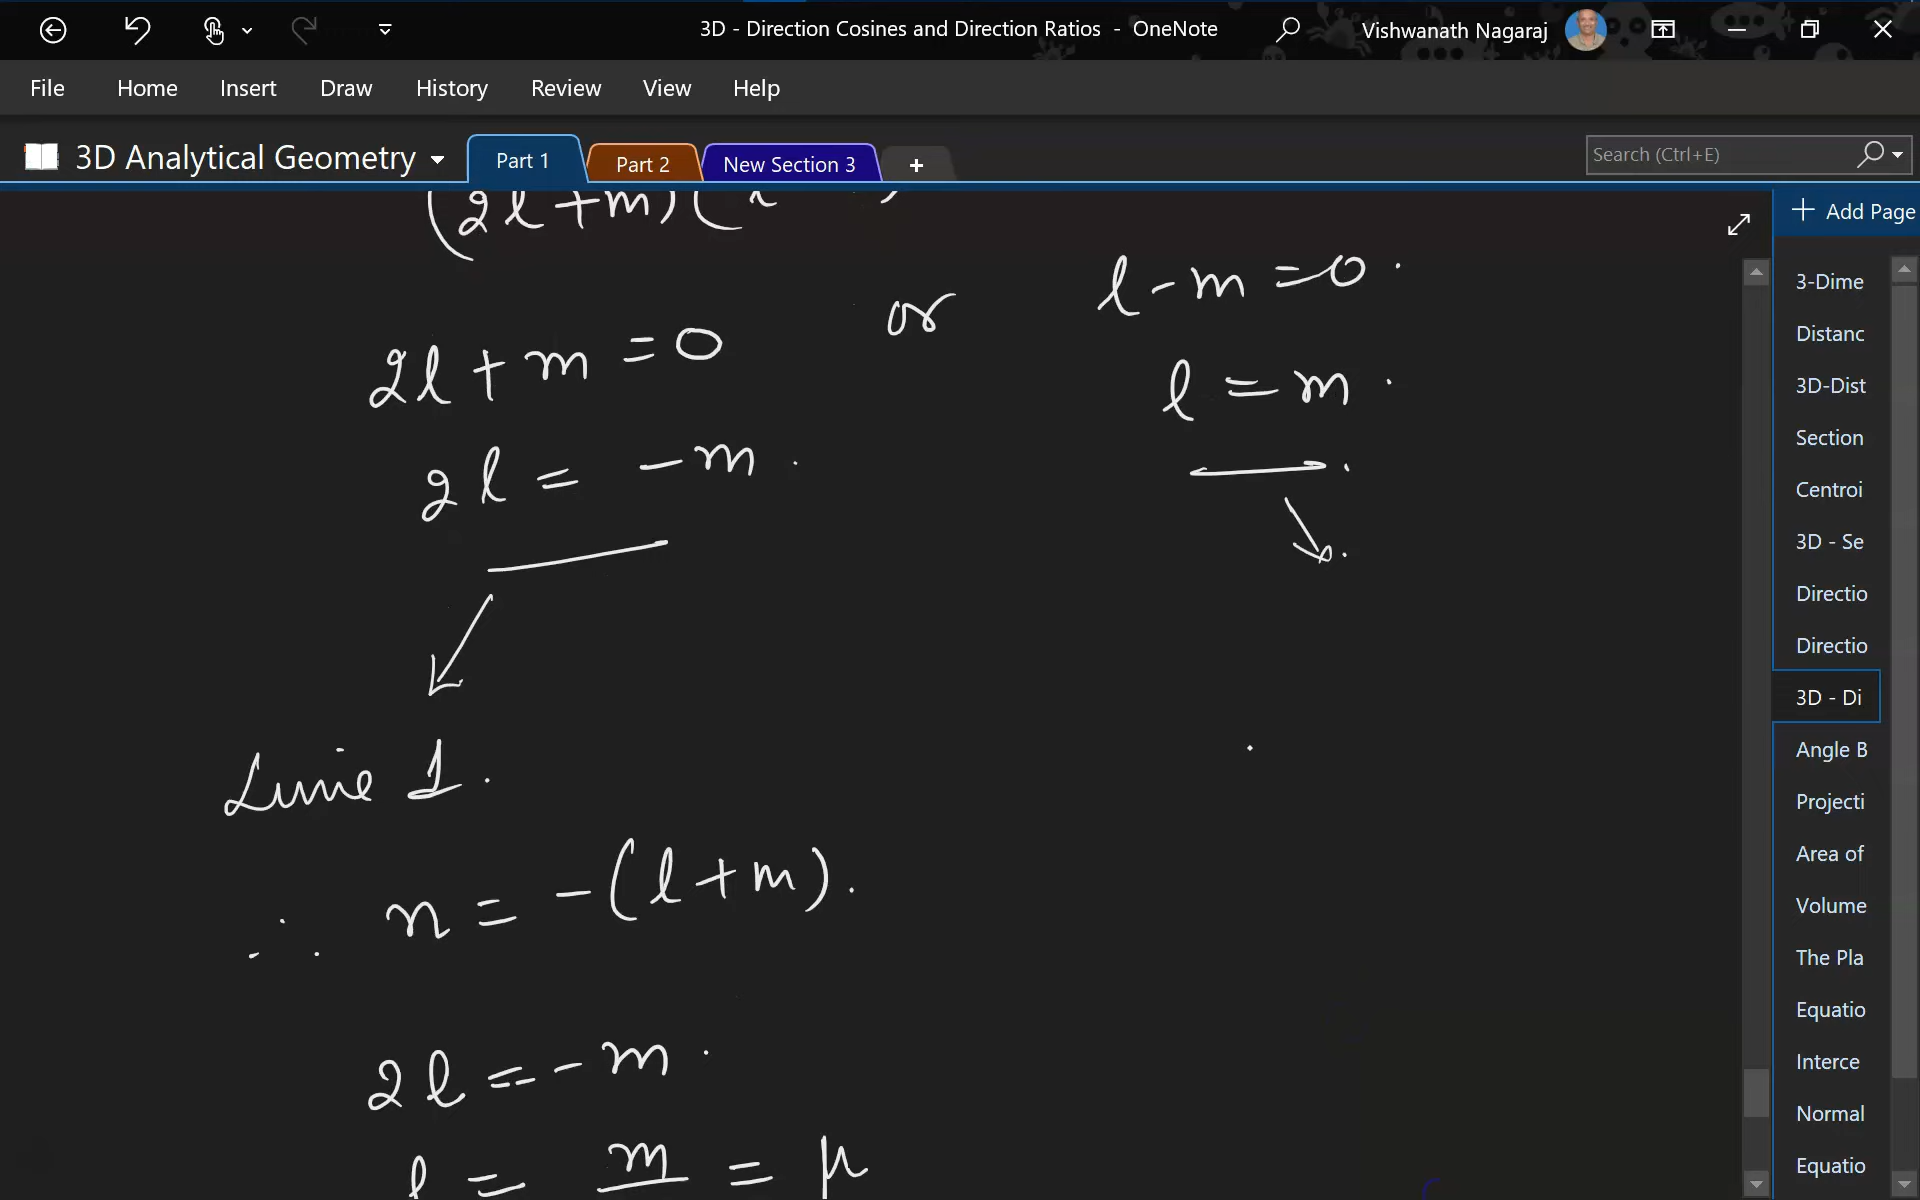 3D - Direction Cosines and Direction Ratios - OneNote
Vishwanath Nagaraj
File Home Insert Draw History Review View Help
3D Analytical Geometry
Part 1
Part 2
New Section 3
+
Search (Ctrl+E)
(2l+m)(
2l + m = 0
or
l - m = 0.
2l = -m.
l = m.
Line 1.
∴ n = -(l+m).
2l = -m.
l = m = μ
+ Add Page
3-Dime
Distanc
3D-Dist
Section
Centroi
3D - Se
Directio
Directio
3D - Di
Angle B
Projecti
Area of
Volume
The Pla
Equatio
Interce
Normal
Equatio